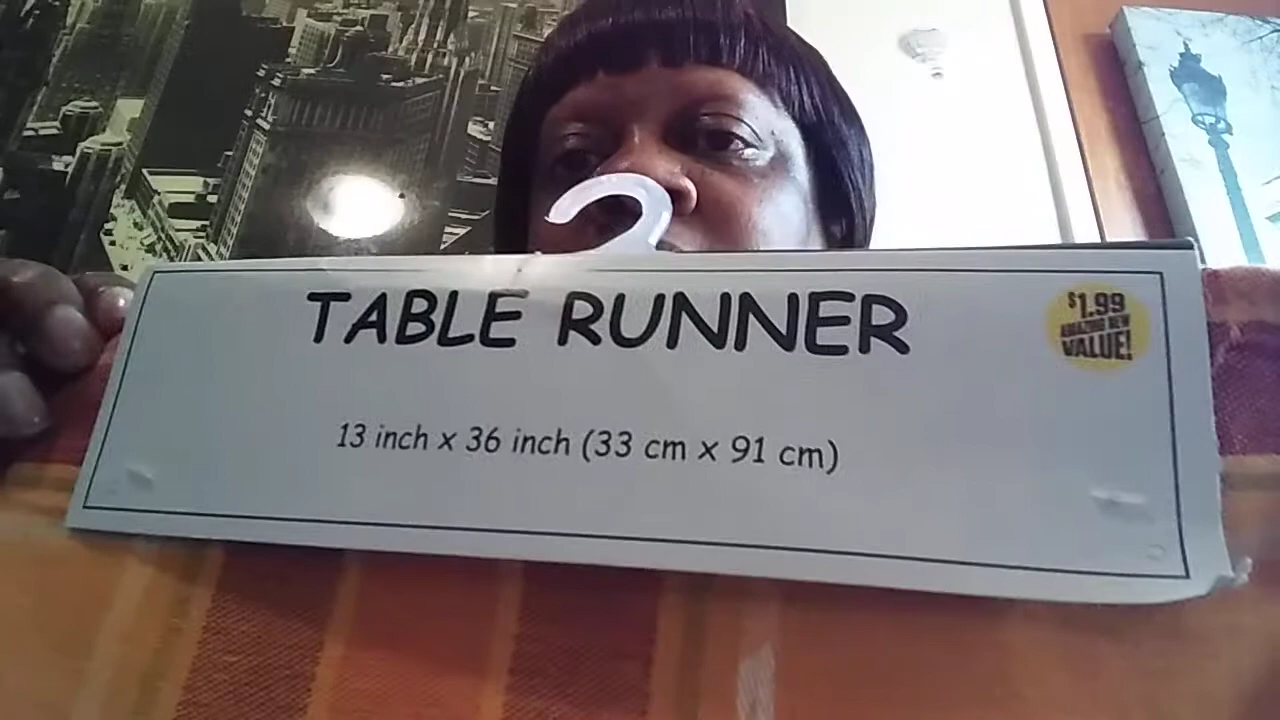 TABLE RUNNER
$1.99
AMAZING NEW
VALUE!
13 inch x 36 inch (33 cm x 91 cm)